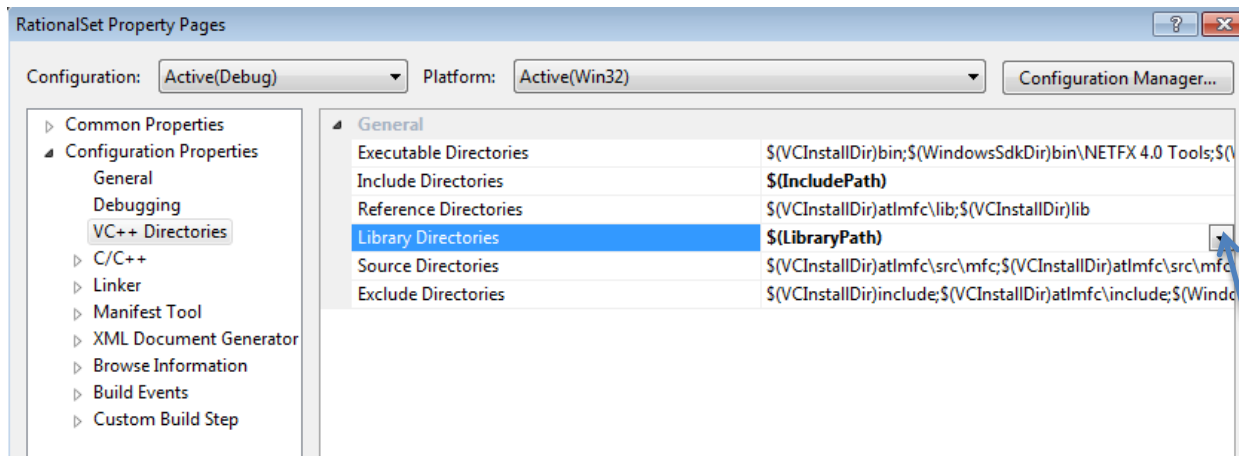 RationalSet Property Pages
Configuration: Active(Debug) Platform: Active(Win32) Configuration Manager...
Common Properties
Configuration Properties
General
Debugging
VC++ Directories
C/C++
Linker
Manifest Tool
XML Document Generator
Browse Information
Build Events
Custom Build Step
General
Executable Directories $(VCInstallDir)bin;$(WindowsSdkDir)bin\NETFX 4.0 Tools;$(
Include Directories $(IncludePath)
Reference Directories $(VCInstallDir)atlmfc\lib;$(VCInstallDir)lib
Library Directories $(LibraryPath)
Source Directories $(VCInstallDir)atlmfc\src\mfc;$(VCInstallDir)atlmfc\src\mfc
Exclude Directories $(VCInstallDir)include;$(VCInstallDir)atlmfc\include;$(Windo